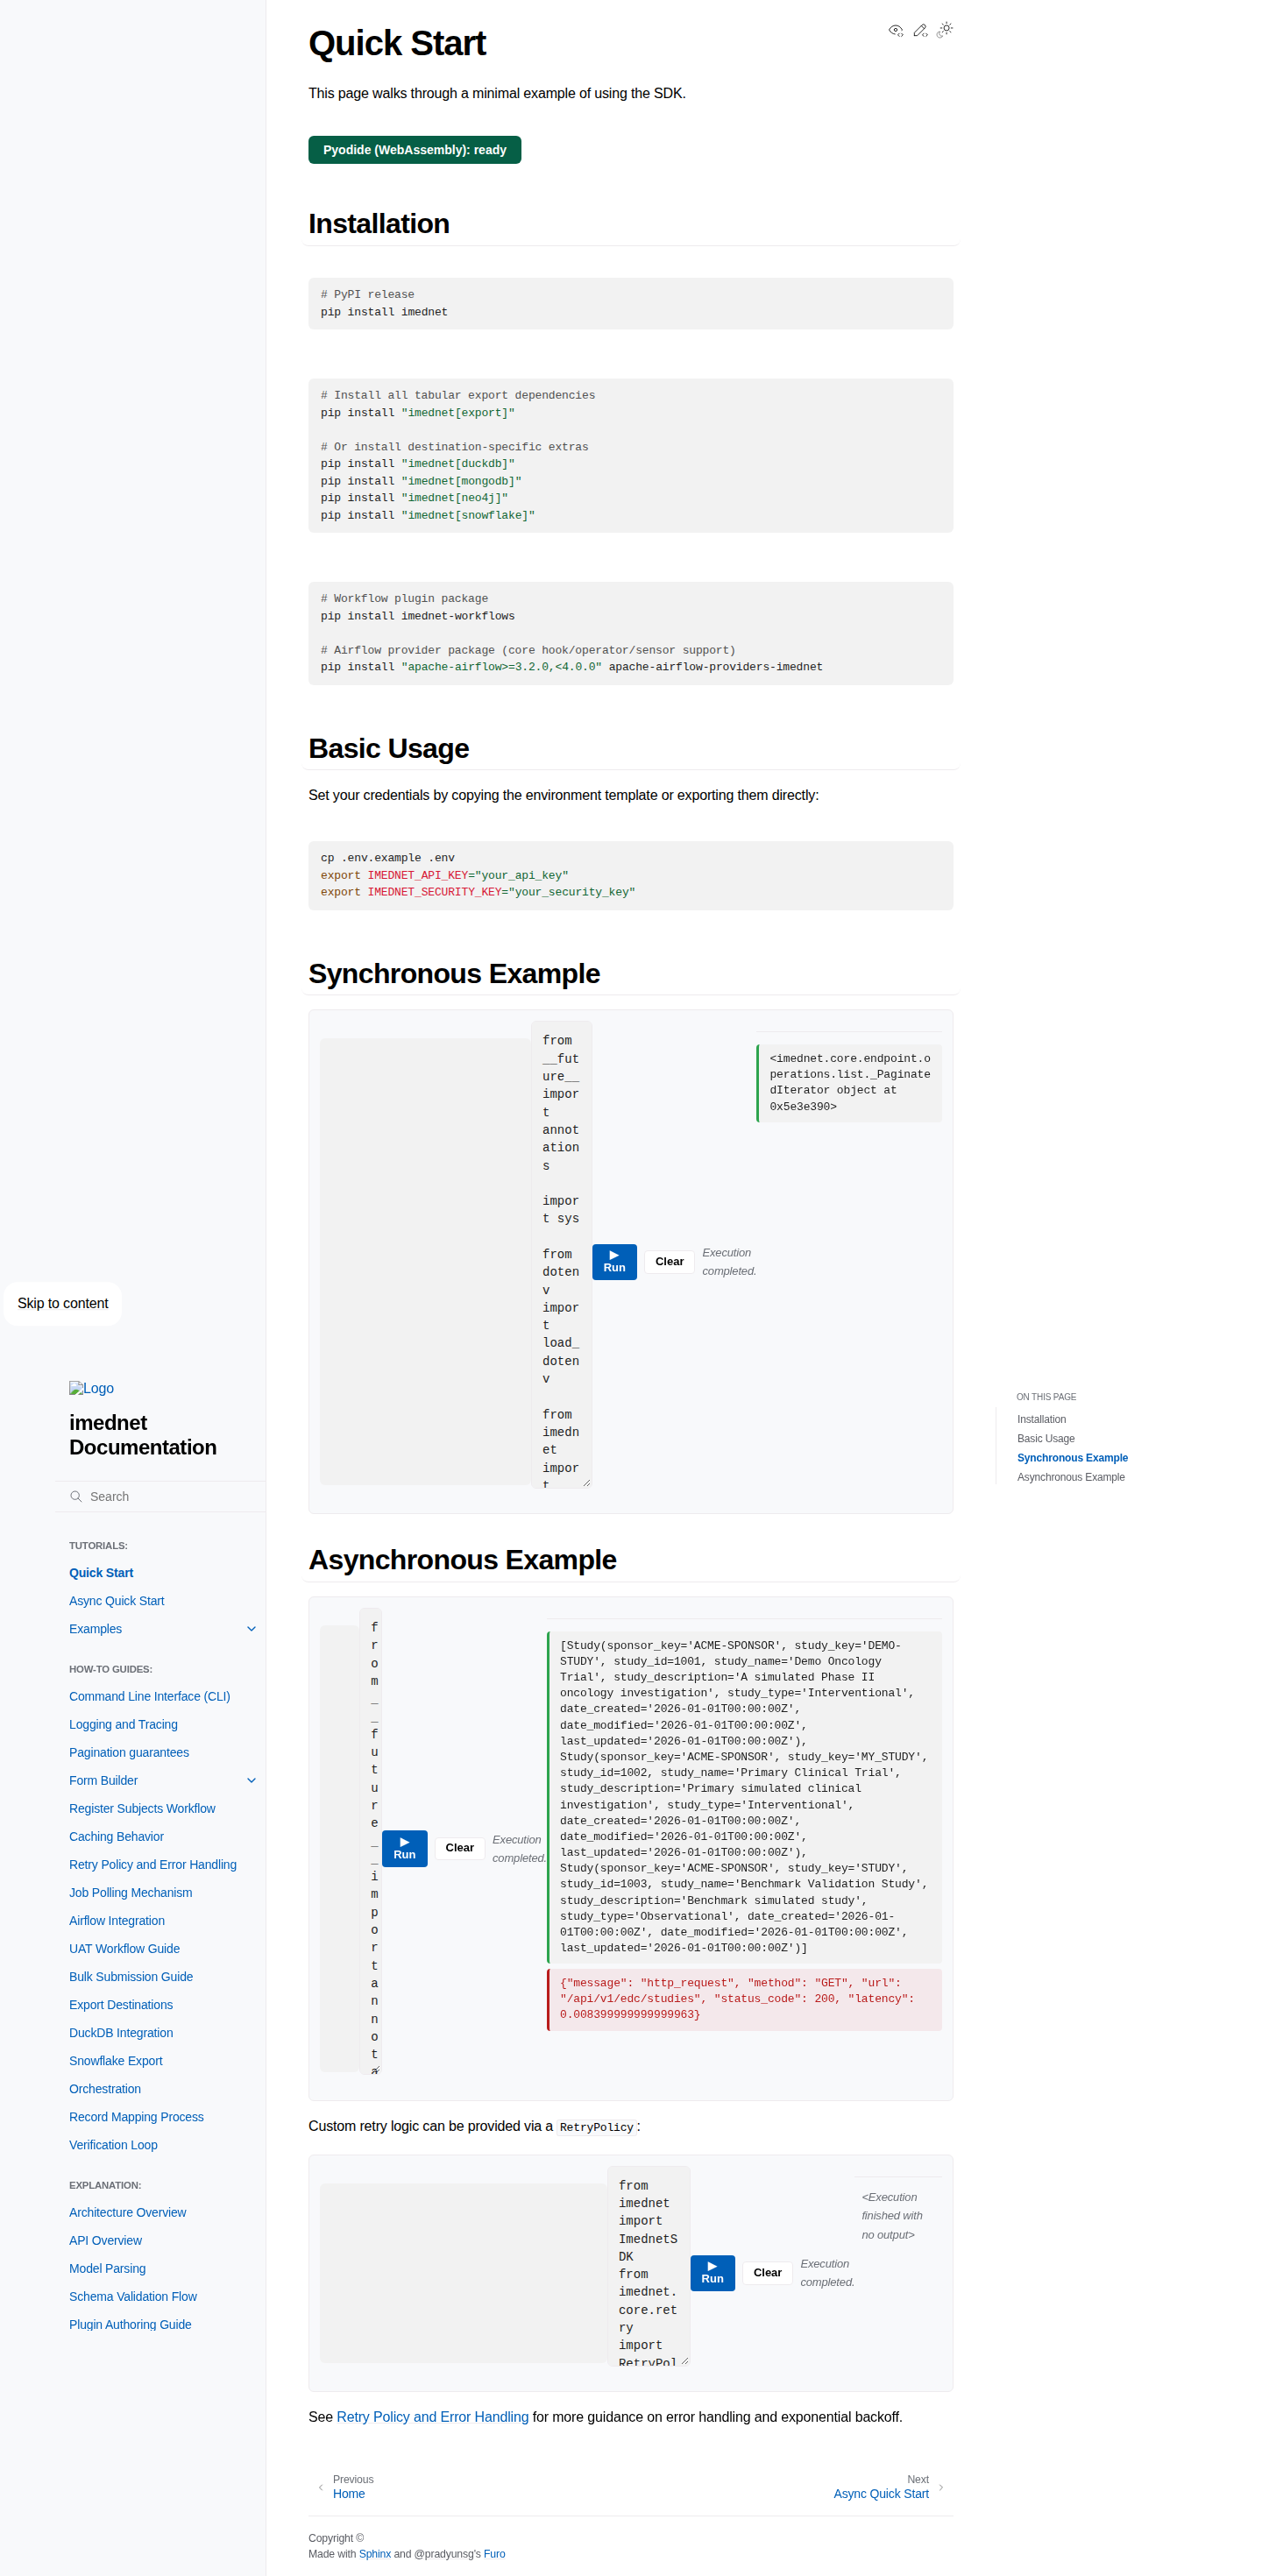 Quick Start
This page walks through a minimal example of using the SDK.
Pyodide (WebAssembly): ready
Installation
# PyPI release
pip install imednet
# Install all tabular export dependencies
pip install "imednet[export]"
# Or install destination-specific extras
pip install "imednet[duckdb]"
pip install "imednet[mongodb]"
pip install "imednet[neo4j]"
pip install "imednet[snowflake]"
# Workflow plugin package
pip install imednet-workflows
# Airflow provider package (core hook/operator/sensor support)
pip install "apache-airflow>=3.2.0,<4.0.0" apache-airflow-providers-imednet
Basic Usage
Set your credentials by copying the environment template or exporting them directly:
cp .env.example .env
export IMEDNET_API_KEY="your_api_key"
export IMEDNET_SECURITY_KEY="your_security_key"
Synchronous Example
from
__fut
ure__
impor
t
annot
ation
s
impor
t sys
from
doten
v
impor
t
load_
doten
v
from
imedn
et
impor
t
▶
Run
Clear
Execution
completed.
<imednet.core.endpoint.o
perations.list._Paginate
dIterator object at
0x5e3e390>
Asynchronous Example
f
r
o
m
_
_
f
u
t
u
r
e
_
_
i
m
p
o
r
t
a
n
n
o
t
a
▶
Run
Clear
Execution
completed.
[Study(sponsor_key='ACME-SPONSOR', study_key='DEMO-
STUDY', study_id=1001, study_name='Demo Oncology
Trial', study_description='A simulated Phase II
oncology investigation', study_type='Interventional',
date_created='2026-01-01T00:00:00Z',
date_modified='2026-01-01T00:00:00Z',
last_updated='2026-01-01T00:00:00Z'),
Study(sponsor_key='ACME-SPONSOR', study_key='MY_STUDY',
study_id=1002, study_name='Primary Clinical Trial',
study_description='Primary simulated clinical
investigation', study_type='Interventional',
date_created='2026-01-01T00:00:00Z',
date_modified='2026-01-01T00:00:00Z',
last_updated='2026-01-01T00:00:00Z'),
Study(sponsor_key='ACME-SPONSOR', study_key='STUDY',
study_id=1003, study_name='Benchmark Validation Study',
study_description='Benchmark simulated study',
study_type='Observational', date_created='2026-01-
01T00:00:00Z', date_modified='2026-01-01T00:00:00Z',
last_updated='2026-01-01T00:00:00Z')]
{"message": "http_request", "method": "GET", "url":
"/api/v1/edc/studies", "status_code": 200, "latency":
0.008399999999999963}
Custom retry logic can be provided via a RetryPolicy:
from
imednet
import
ImednetS
DK
from
imednet.
core.ret
ry
import
RetryPol
▶
Run
Clear
Execution
completed.
<Execution
finished with
no output>
See Retry Policy and Error Handling for more guidance on error handling and exponential backoff.
Previous
Home
Next
Async Quick Start
Copyright ©
Made with Sphinx and @pradyunsg's Furo
Skip to content
Logo
imednet
Documentation
Search
TUTORIALS:
Quick Start
Async Quick Start
Examples
HOW-TO GUIDES:
Command Line Interface (CLI)
Logging and Tracing
Pagination guarantees
Form Builder
Register Subjects Workflow
Caching Behavior
Retry Policy and Error Handling
Job Polling Mechanism
Airflow Integration
UAT Workflow Guide
Bulk Submission Guide
Export Destinations
DuckDB Integration
Snowflake Export
Orchestration
Record Mapping Process
Verification Loop
EXPLANATION:
Architecture Overview
API Overview
Model Parsing
Schema Validation Flow
Plugin Authoring Guide
ON THIS PAGE
Installation
Basic Usage
Synchronous Example
Asynchronous Example